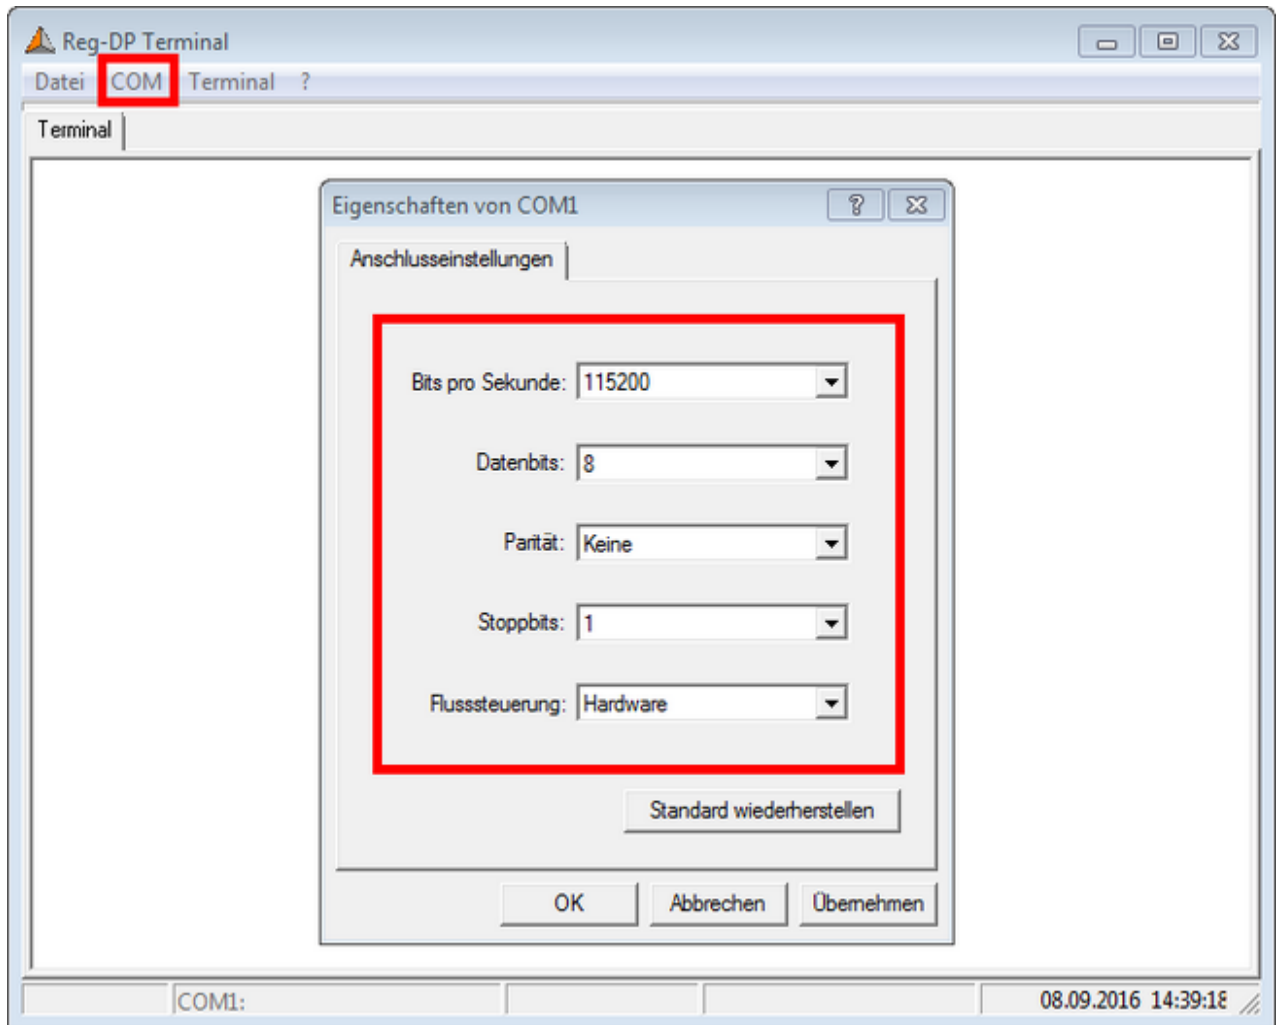 Reg-DP Terminal
Datei COM Terminal ?
Terminal
Eigenschaften von COM1
Anschlusseinstellungen
Bits pro Sekunde: 115200
Datenbits: 8
Parität: Keine
Stoppbits: 1
Flusssteuerung: Hardware
Standard wiederherstellen
OK Abbrechen Übernehmen
COM1: 08.09.2016 14:39:18